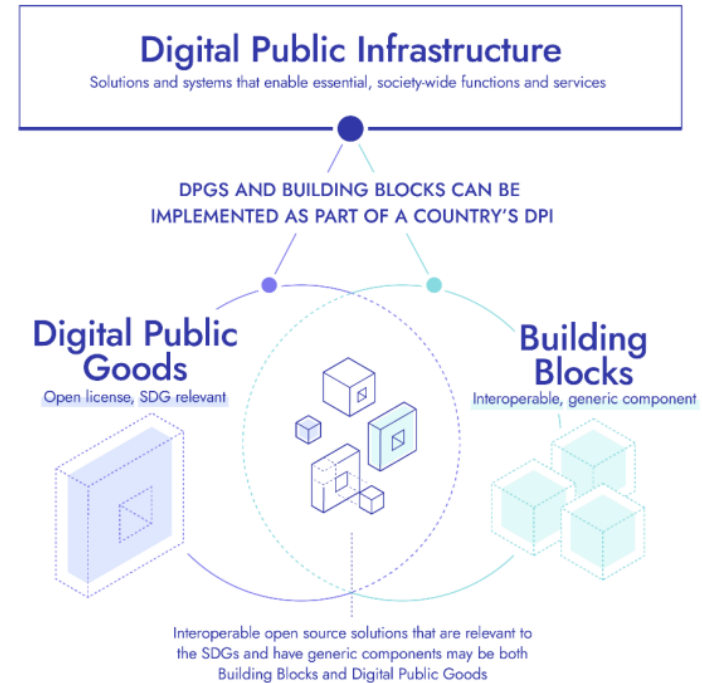 Digital Public Infrastructure
Solutions and systems that enable essential, society-wide functions and services
DPGS AND BUILDING BLOCKS CAN BE
IMPLEMENTED AS PART OF A COUNTRY'S DPI
Digital Public
Goods
Open license, SDG relevant
Building
Blocks
Interoperable, generic component
Interoperable open source solutions that are relevant to
the SDGs and have generic components may be both
Building Blocks and Digital Public Goods